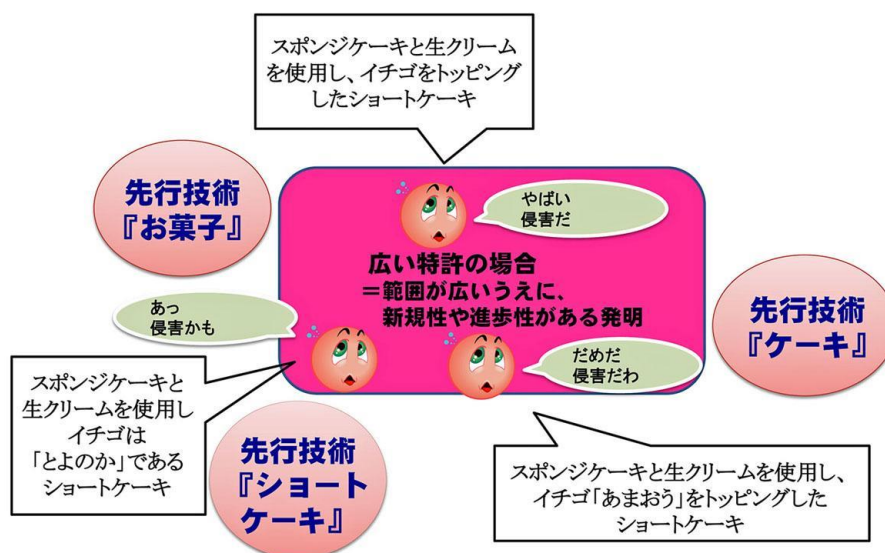 スポンジケーキと生クリーム
を使用し、イチゴをトッピング
したショートケーキ
先行技術
『お菓子』
やばい
侵害だ
広い特許の場合
＝範囲が広いうえに、
新規性や進歩性がある発明
先行技術
『ケーキ』
あっ
侵害かも
だめだ
侵害だわ
スポンジケーキと
生クリームを使用し
イチゴは
「とよのか」である
ショートケーキ
先行技術
『ショート
ケーキ』
スポンジケーキと生クリームを使用し、
イチゴ「あまおう」をトッピングした
ショートケーキ